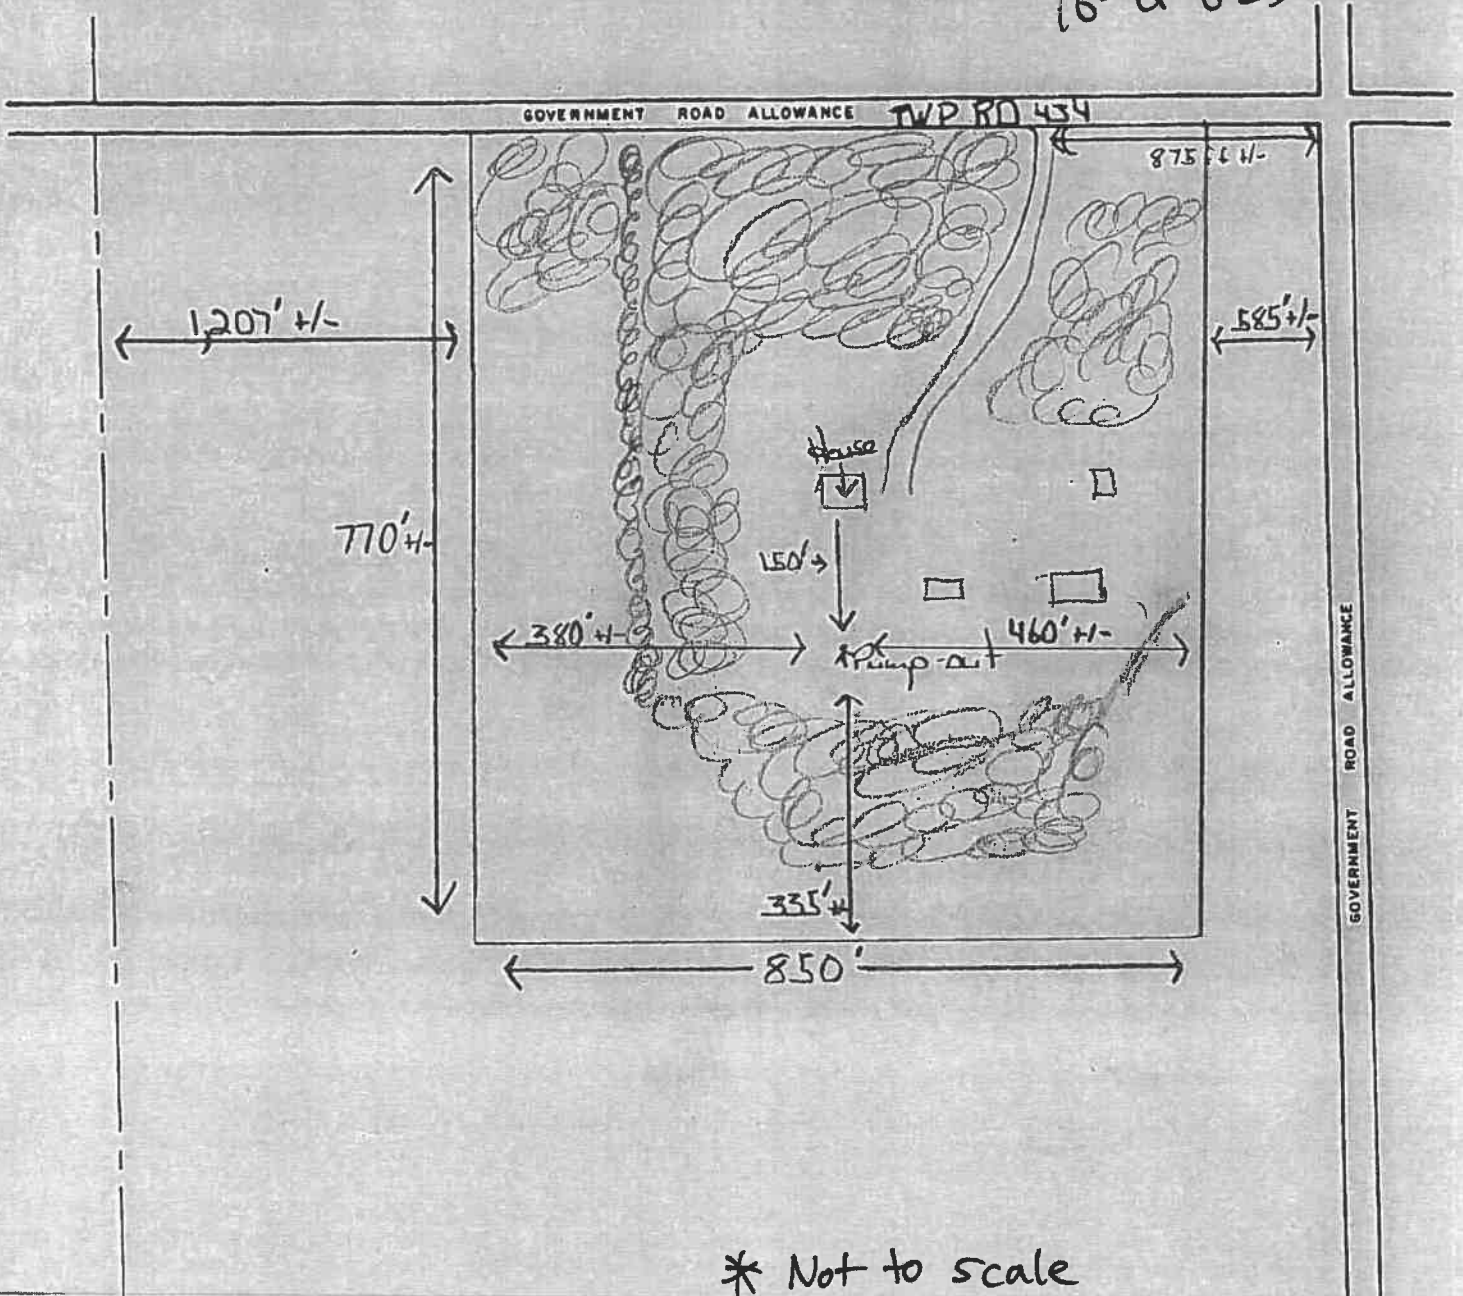 GOVERNMENT ROAD ALLOWANCE TWP RD 434
875 ft +/-
1,207' +/-
585' +/-
House
770' +/-
150'
380' +/-
460' +/-
Pump-out
335' +/-
850'
GOVERNMENT ROAD ALLOWANCE
* Not to scale